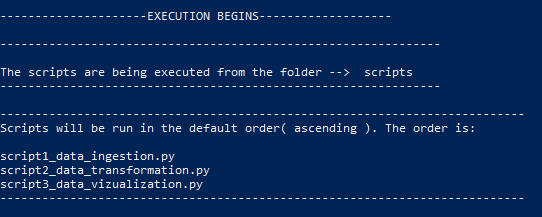 ----------------------EXECUTION BEGINS--------------------
------------------------------------------------------------------
The scripts are being executed from the folder -->  scripts
------------------------------------------------------------------
-------------------------------------------------------------------------------
Scripts will be run in the default order( ascending ). The order is:
script1_data_ingestion.py
script2_data_transformation.py
script3_data_vizualization.py
-------------------------------------------------------------------------------